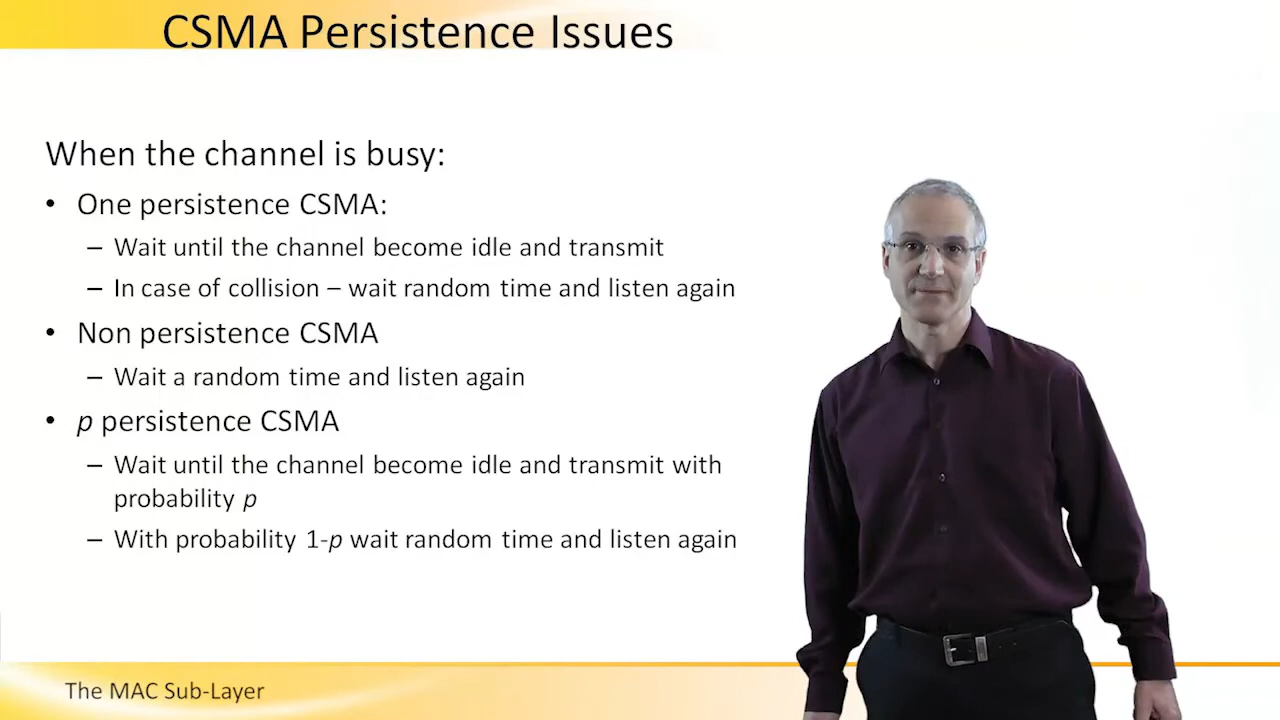 CSMA Persistence Issues
When the channel is busy:
• One persistence CSMA:
– Wait until the channel become idle and transmit
– In case of collision – wait random time and listen again
• Non persistence CSMA
– Wait a random time and listen again
• p persistence CSMA
– Wait until the channel become idle and transmit with
probability p
– With probability 1-p wait random time and listen again
The MAC Sub-Layer